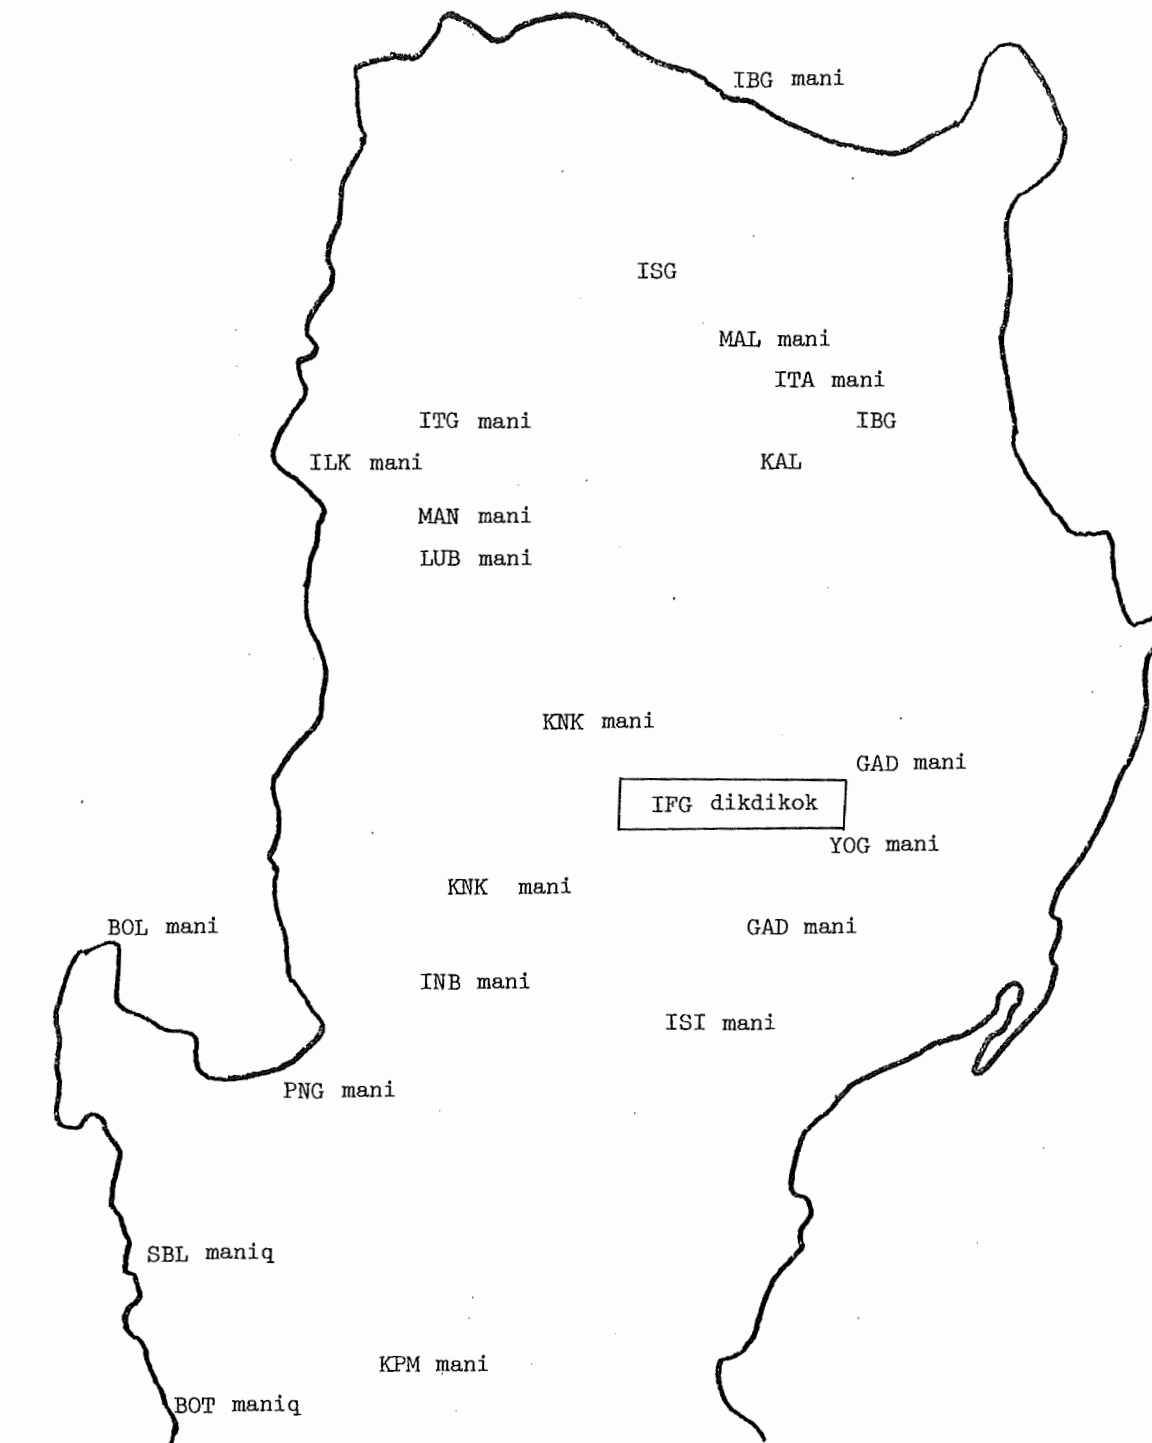 IBG mani
ISG
MAL mani
ITA mani
ITG mani
IBG
ILK mani
KAL
MAN mani
LUB mani
KNK mani
GAD mani
IFG dikdikok
YOG mani
KNK mani
BOL mani
GAD mani
INB mani
ISI mani
PNG mani
SBL maniq
KPM mani
BOT maniq